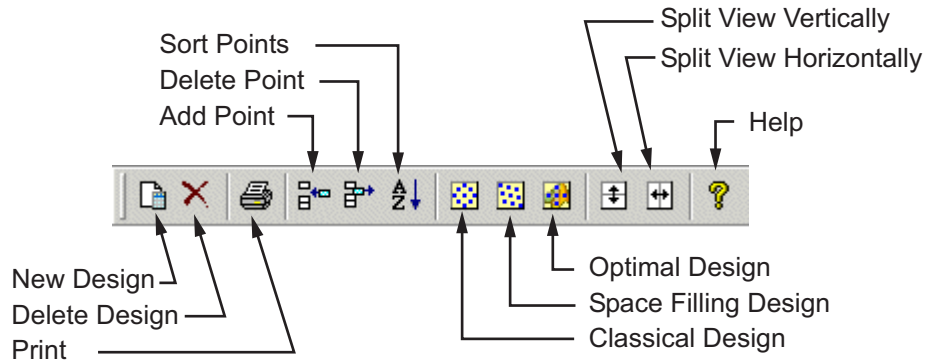 Split View Vertically
Sort Points
Split View Horizontally
Delete Point
Add Point
Help
A
Z
?
New Design
Optimal Design
Delete Design
Space Filling Design
Print
Classical Design